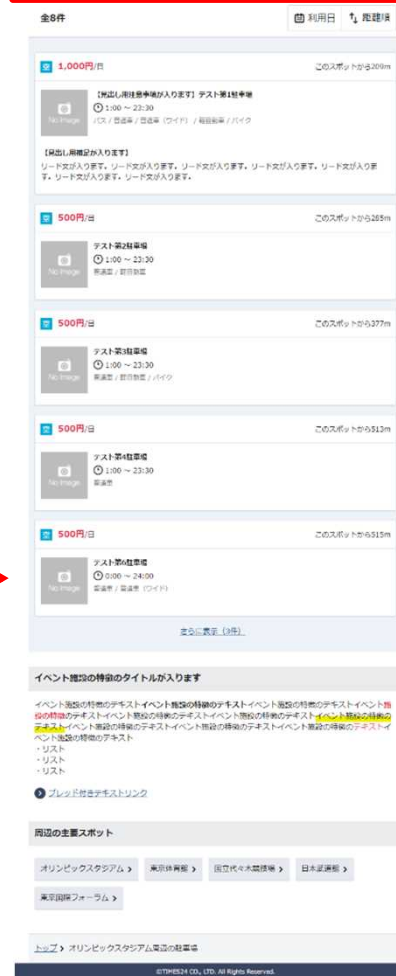 全8件
利用日
距離順
空 1,000円/日
このスポットから209m
【見出し用注意事項が入ります】テスト第1駐車場
1:00 ～ 23:30
バス / 普通車 / 普通車（ワイド） / 軽自動車 / バイク
No Image
【見出し用補足が入ります】
リード文が入ります。リード文が入ります。リード文が入ります。リード文が入ります。リード文が入りま
す。リード文が入ります。リード文が入ります。
空 500円/日
このスポットから285m
テスト第2駐車場
1:00 ～ 23:30
普通車 / 軽自動車
No Image
空 500円/日
このスポットから377m
テスト第3駐車場
1:00 ～ 23:30
普通車 / 軽自動車 / バイク
No Image
空 500円/日
このスポットから513m
テスト第4駐車場
1:00 ～ 23:30
普通車
No Image
空 500円/日
このスポットから515m
テスト第6駐車場
0:00 ～ 24:00
普通車 / 普通車（ワイド）
No Image
さらに表示（3件）
イベント施設の特徴のタイトルが入ります
イベント施設の特徴のテキストイベント施設の特徴のテキストイベント施設の特徴のテキストイベント施
設の特徴のテキストイベント施設の特徴のテキストイベント施設の特徴のテキストイベント施設の特徴の
テキストイベント施設の特徴のテキストイベント施設の特徴のテキストイベント施設の特徴のテキストイ
ベント施設の特徴のテキスト
・リスト
・リスト
・リスト
ブレッド付きテキストリンク
周辺の主要スポット
オリンピックスタジアム
東京体育館
国立代々木競技場
日本武道館
東京国際フォーラム
トップ
オリンピックスタジアム周辺の駐車場
©TIMES24 CO., LTD. All Rights Reserved.